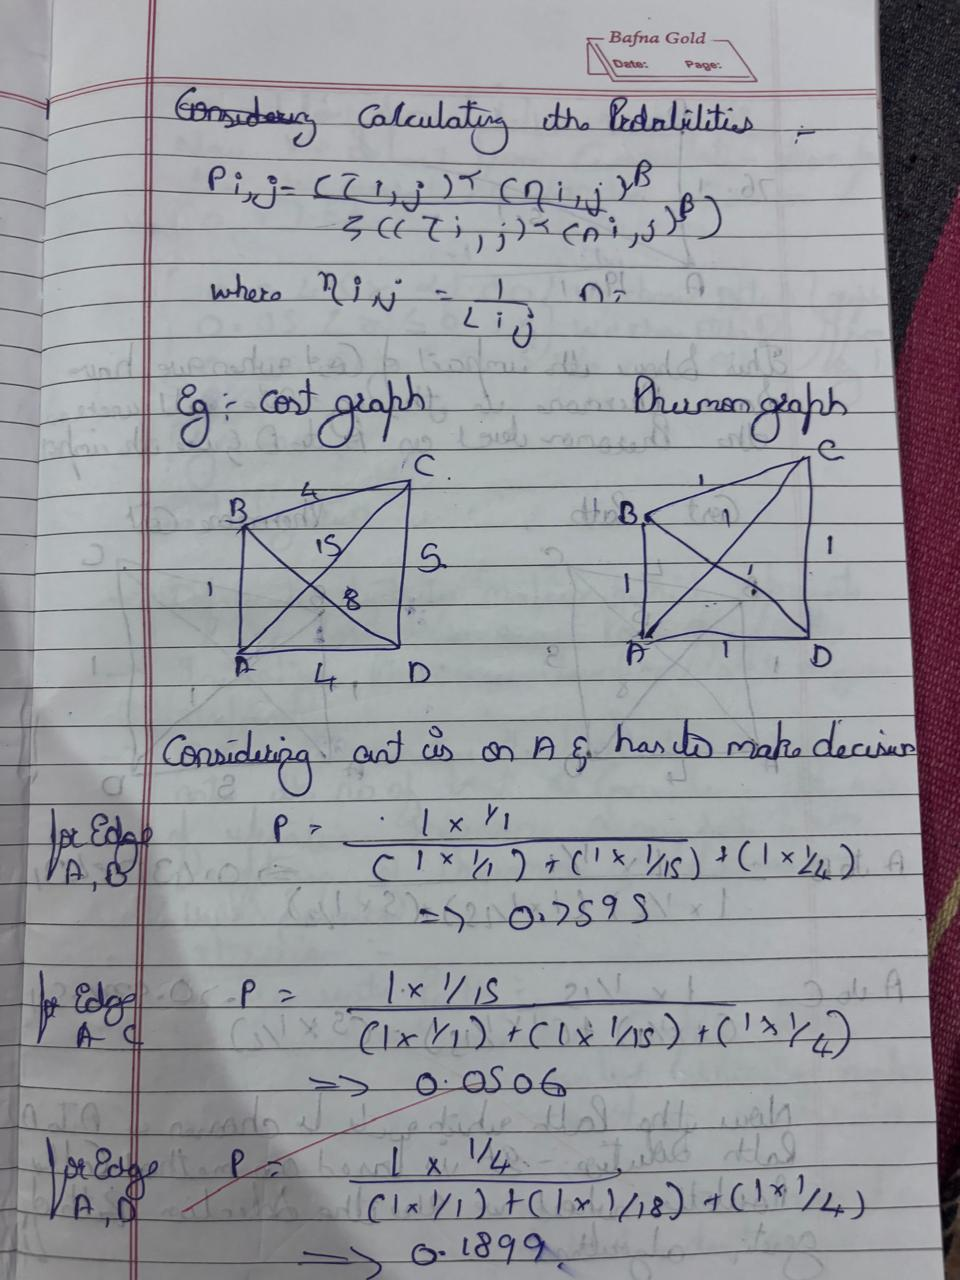 Bafna Gold
Date: Page:
Considering Calculating the Probabilities :-
Pi,j = (τi,j)^α (ηi,j)^β
Σ((τi,j)^α (ni,j)^β)
where ηi,j = 1 n=
Li,j
Eg:- cost graph Phermon graph
C C
B 4 B 1
15 1
1 8 5 1 1 1
A 4 D A 1 D
Considering ant is on A & has to make decision
for Edge P = 1 x 1/1
A, B (1 x 1/1) + (1 x 1/15) + (1 x 1/4)
=> 0.7595
for Edge P = 1 x 1/15
A C (1 x 1/1) + (1 x 1/15) + (1 x 1/4)
=> 0.0506
for Edge P = 1 x 1/4
A, D (1 x 1/1) + (1 x 1/18) + (1 x 1/4)
=> 0.1899.